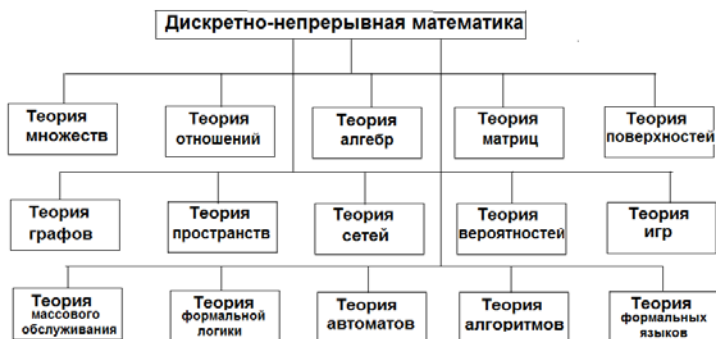 Дискретно-непрерывная математика
Теория
множеств
Теория
отношений
Теория
алгебр
Теория
матриц
Теория
поверхностей
Теория
графов
Теория
пространств
Теория
сетей
Теория
вероятностей
Теория
игр
Теория
массового
обслуживания
Теория
формальной
логики
Теория
автоматов
Теория
алгоритмов
Теория
формальных
языков